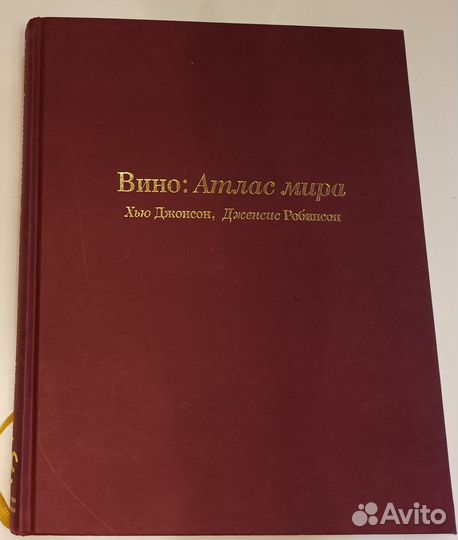 Вино: Атлас мира
Хью Джонсон, Дженсис Робинсон
Avito